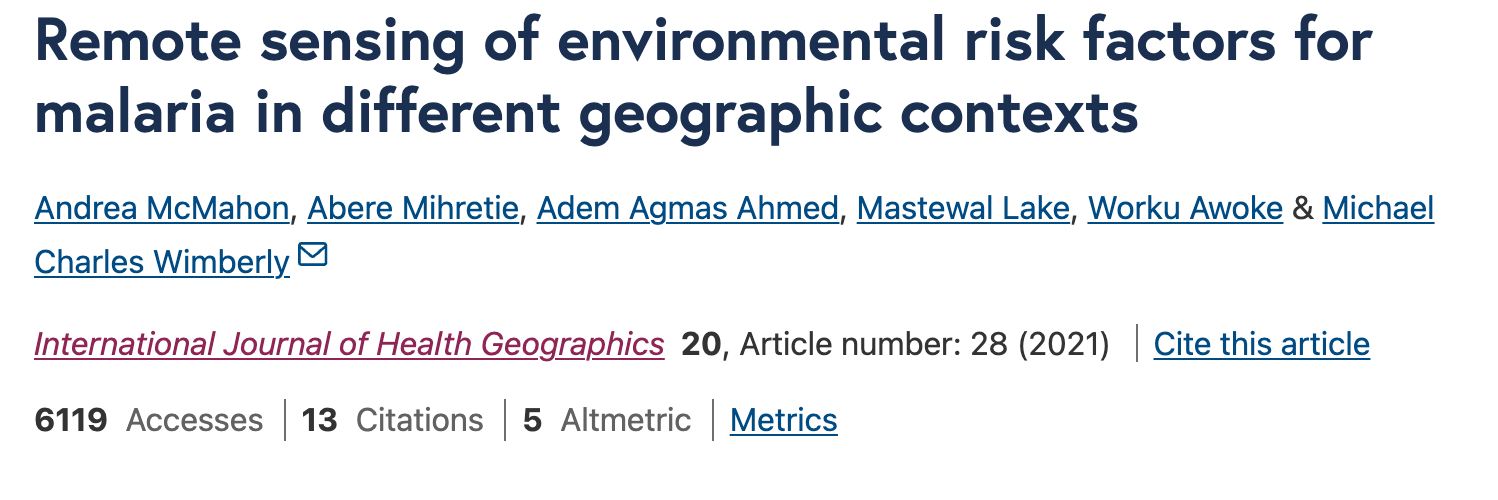 Remote sensing of environmental risk factors for
malaria in different geographic contexts
Andrea McMahon, Abere Mihretie, Adem Agmas Ahmed, Mastewal Lake, Worku Awoke & Michael
Charles Wimberly
International Journal of Health Geographics 20, Article number: 28 (2021) | Cite this article
6119 Accesses | 13 Citations | 5 Altmetric | Metrics